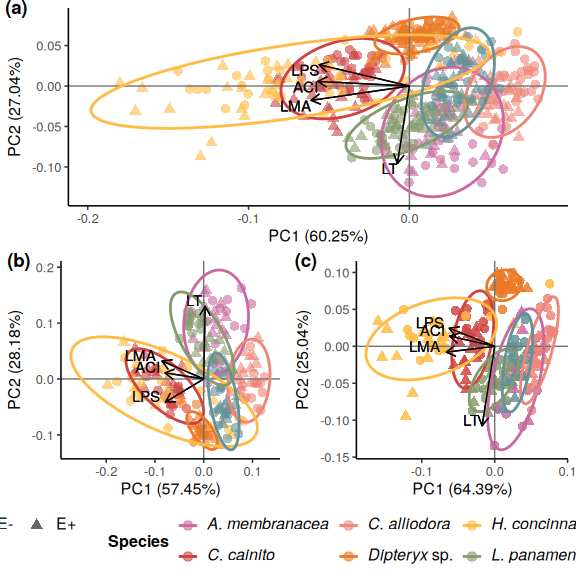 (a)
0.05
0.00
-0.05
-0.10
PC2 (27.04%)
LPS
ACI
LMA
LT
-0.2
-0.1
0.0
PC1 (60.25%)
(b)
0.2
0.1
0.0
-0.1
PC2 (28.18%)
LT
LMA
ACI
LPS
-0.2
-0.1
0.0
0.1
PC1 (57.45%)
(c)
0.10
0.05
0.00
-0.05
-0.10
-0.15
PC2 (25.04%)
LPS
ACI
LMA
LT
-0.1
0.0
0.1
PC1 (64.39%)
E- E+
Species
A. membranacea C. alliodora H. concinna
C. cainito Dipteryx sp. L. panamen